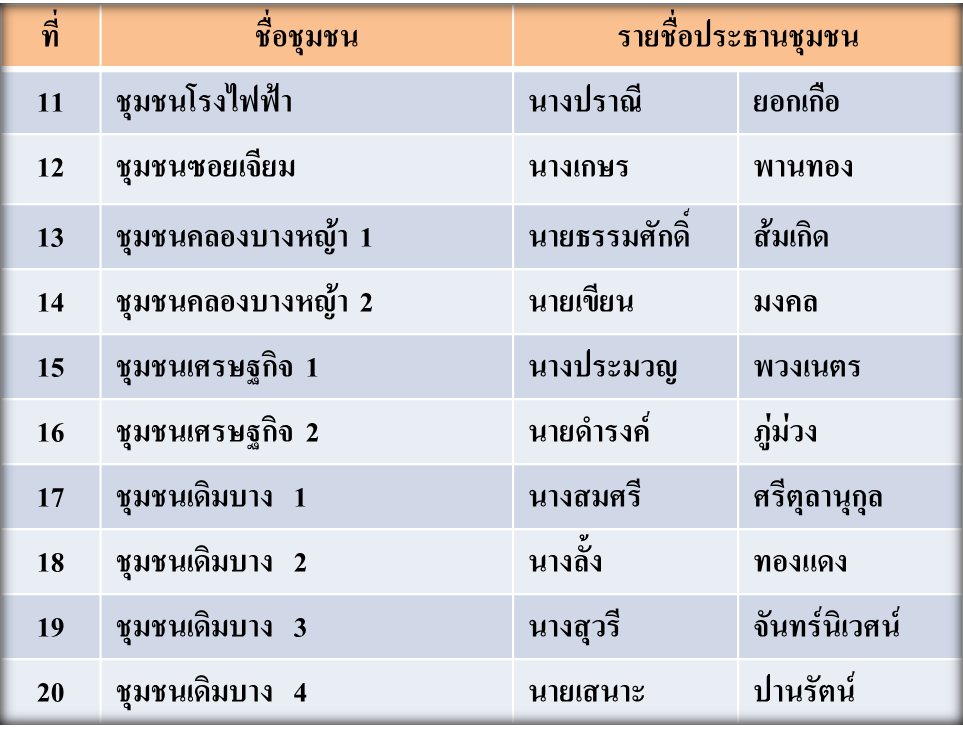 ที่ ชื่อชุมชน รายชื่อประธานชุมชน
11 ชุมชนโรงไฟฟ้า นางปราณี ยอกเกือ
12 ชุมชนซอยเจียม นางเกษร พานทอง
13 ชุมชนคลองบางหญ้า 1 นายธรรมศักดิ์ ส้มเกิด
14 ชุมชนคลองบางหญ้า 2 นายเขียน มงคล
15 ชุมชนเศรษฐกิจ 1 นางประมวญ พวงเนตร
16 ชุมชนเศรษฐกิจ 2 นายดำรงค์ ภู่ม่วง
17 ชุมชนเดิมบาง 1 นางสมศรี ศรีตุลานุกูล
18 ชุมชนเดิมบาง 2 นางลั้ง ทองแดง
19 ชุมชนเดิมบาง 3 นางสุวรี จันทร์นิเวศน์
20 ชุมชนเดิมบาง 4 นายเสนาะ ปานรัตน์